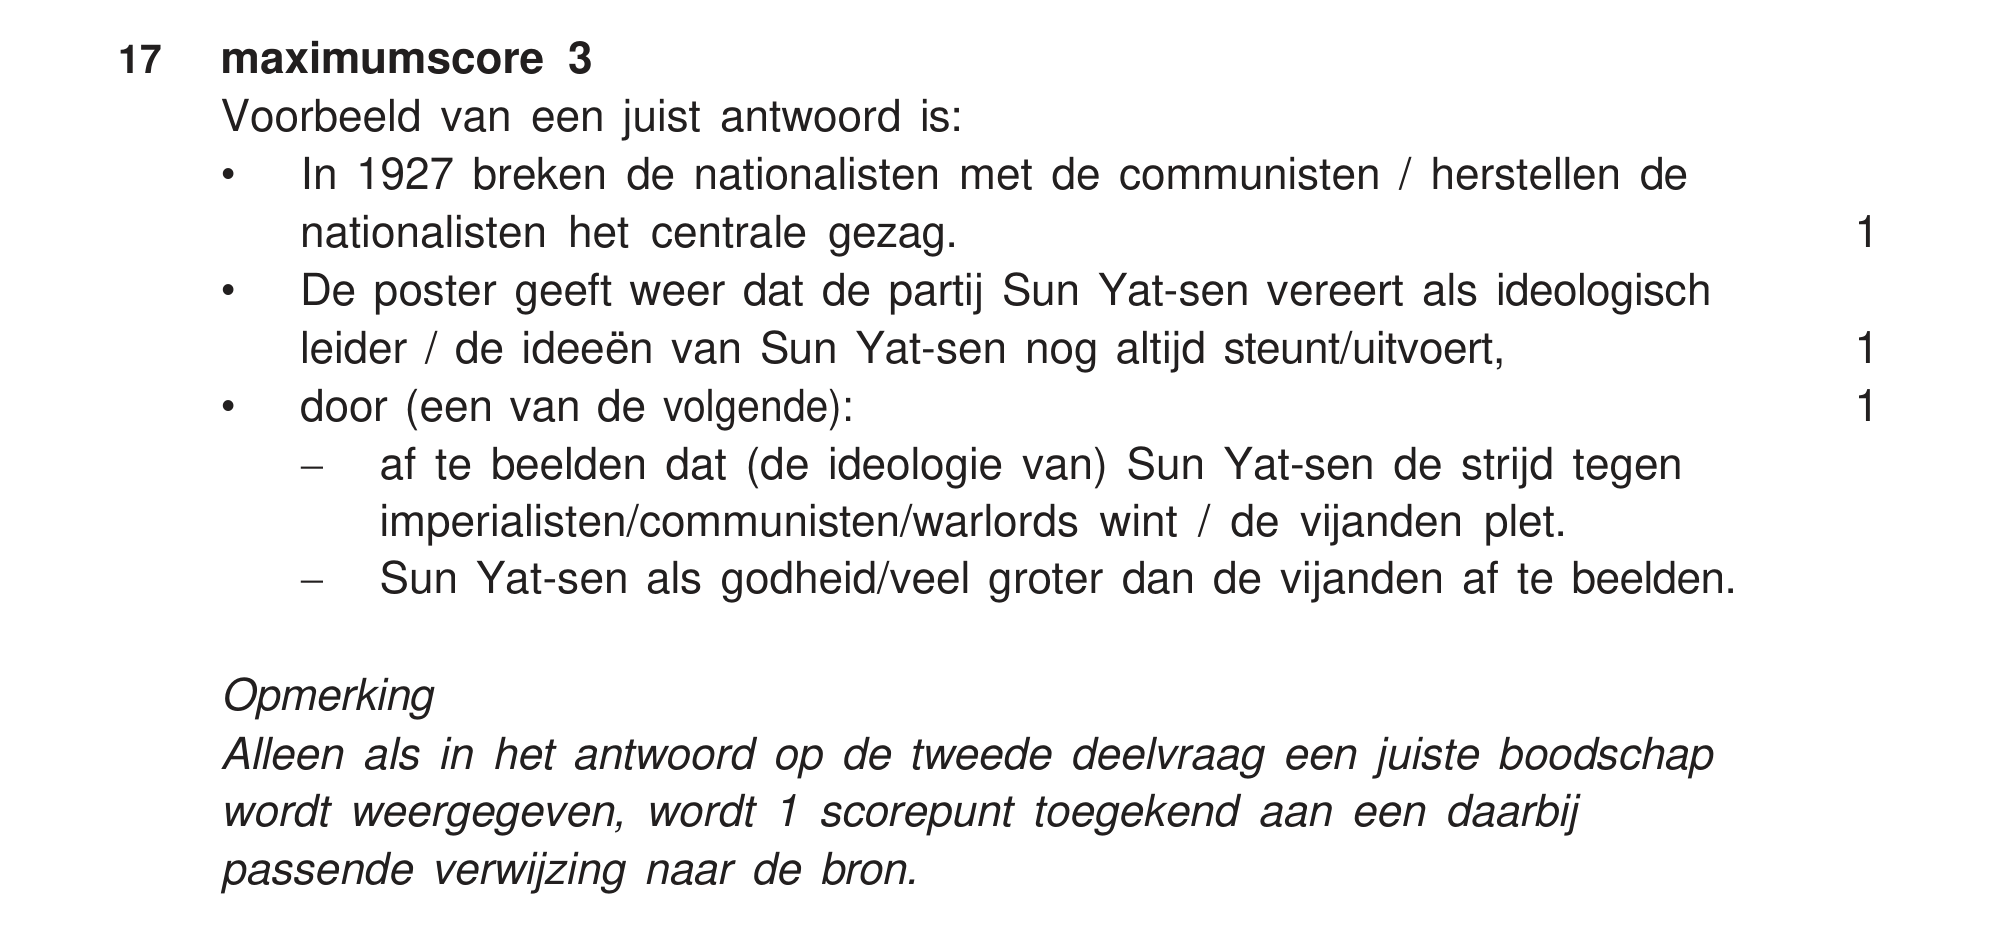 17 maximumscore 3
Voorbeeld van een juist antwoord is:
• In 1927 breken de nationalisten met de communisten / herstellen de
nationalisten het centrale gezag. 1
• De poster geeft weer dat de partij Sun Yat-sen vereert als ideologisch
leider / de ideeën van Sun Yat-sen nog altijd steunt/uitvoert, 1
• door (een van de volgende): 1
− af te beelden dat (de ideologie van) Sun Yat-sen de strijd tegen
imperialisten/communisten/warlords wint / de vijanden plet.
− Sun Yat-sen als godheid/veel groter dan de vijanden af te beelden.
Opmerking
Alleen als in het antwoord op de tweede deelvraag een juiste boodschap
wordt weergegeven, wordt 1 scorepunt toegekend aan een daarbij
passende verwijzing naar de bron.